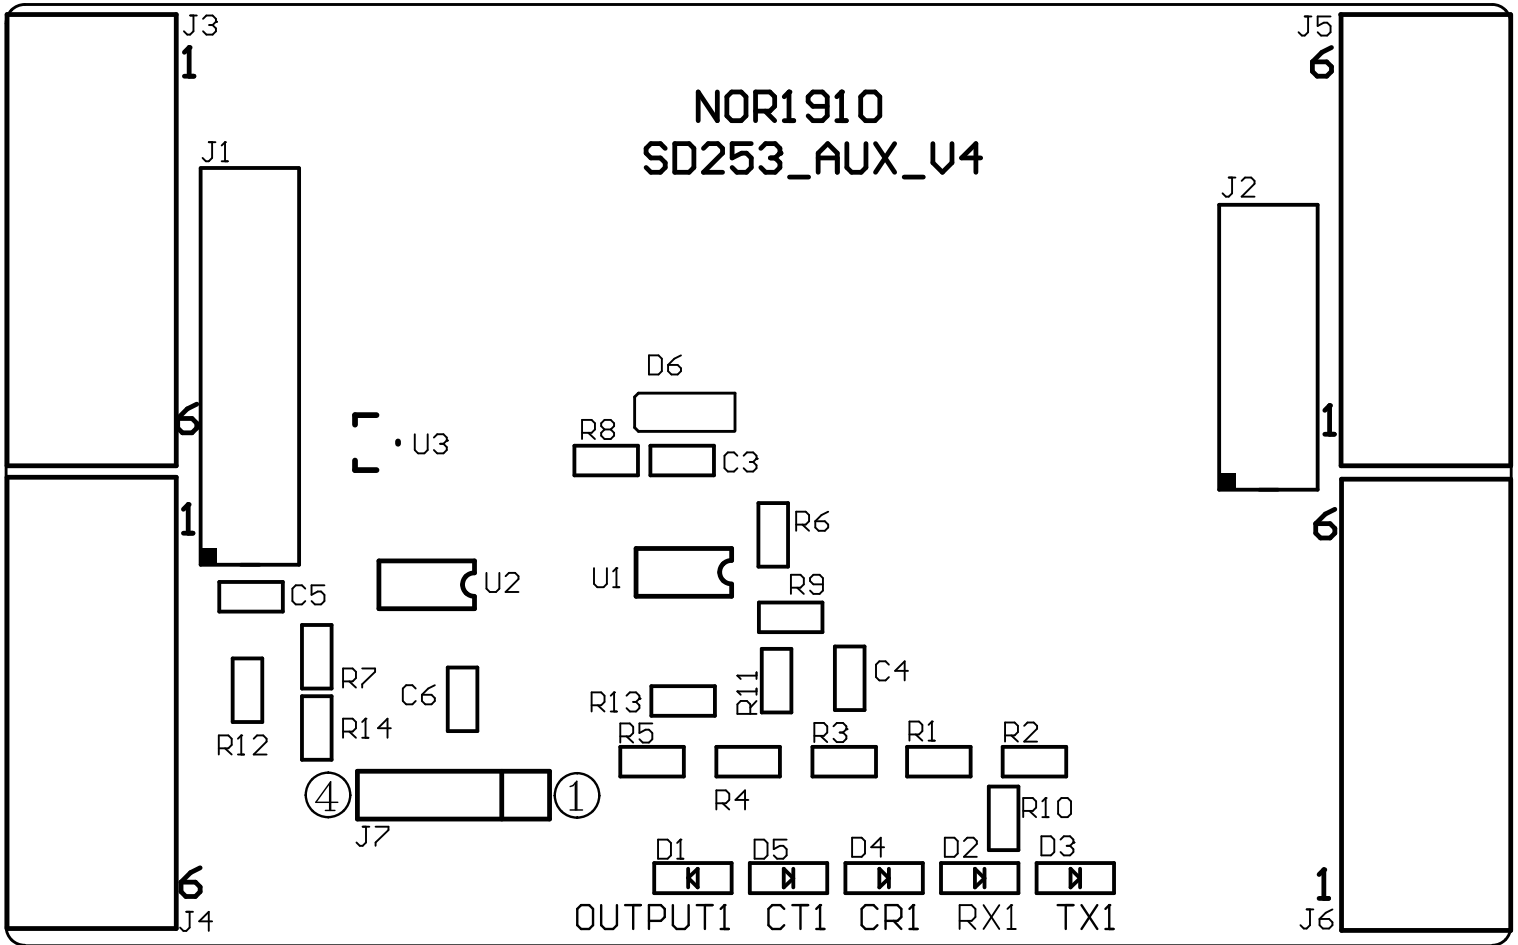 J3
J5
1
6
NOR1910
SD253_AUX_V4
J1
J2
D6
6
R8
1
U3
C3
1
R6
6
U2
U1
R9
C5
R7
C6
R13
R11
C4
R12
R14
R5
R3
R1
R2
4
1
R4
R10
J7
D1
D5
D4
D2
D3
6
1
J4
OUTPUT1
CT1
CR1
RX1
TX1
J6